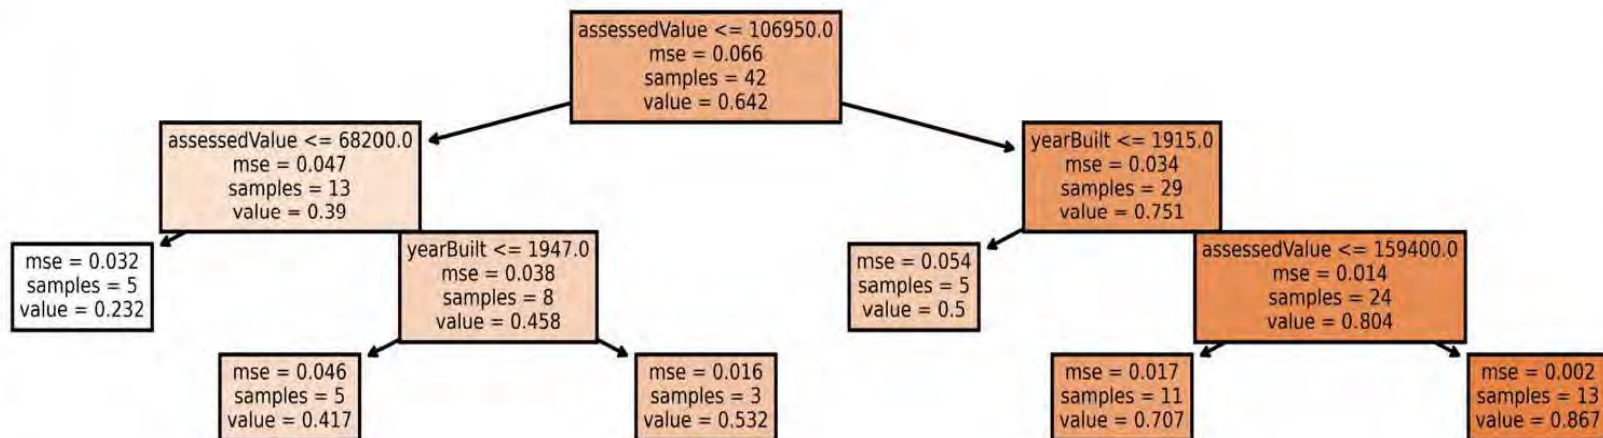 assessedValue <= 106950.0
mse = 0.066
samples = 42
value = 0.642
assessedValue <= 68200.0
mse = 0.047
samples = 13
value = 0.39
yearBuilt <= 1915.0
mse = 0.034
samples = 29
value = 0.751
mse = 0.032
samples = 5
value = 0.232
yearBuilt <= 1947.0
mse = 0.038
samples = 8
value = 0.458
mse = 0.054
samples = 5
value = 0.5
assessedValue <= 159400.0
mse = 0.014
samples = 24
value = 0.804
mse = 0.046
samples = 5
value = 0.417
mse = 0.016
samples = 3
value = 0.532
mse = 0.017
samples = 11
value = 0.707
mse = 0.002
samples = 13
value = 0.867